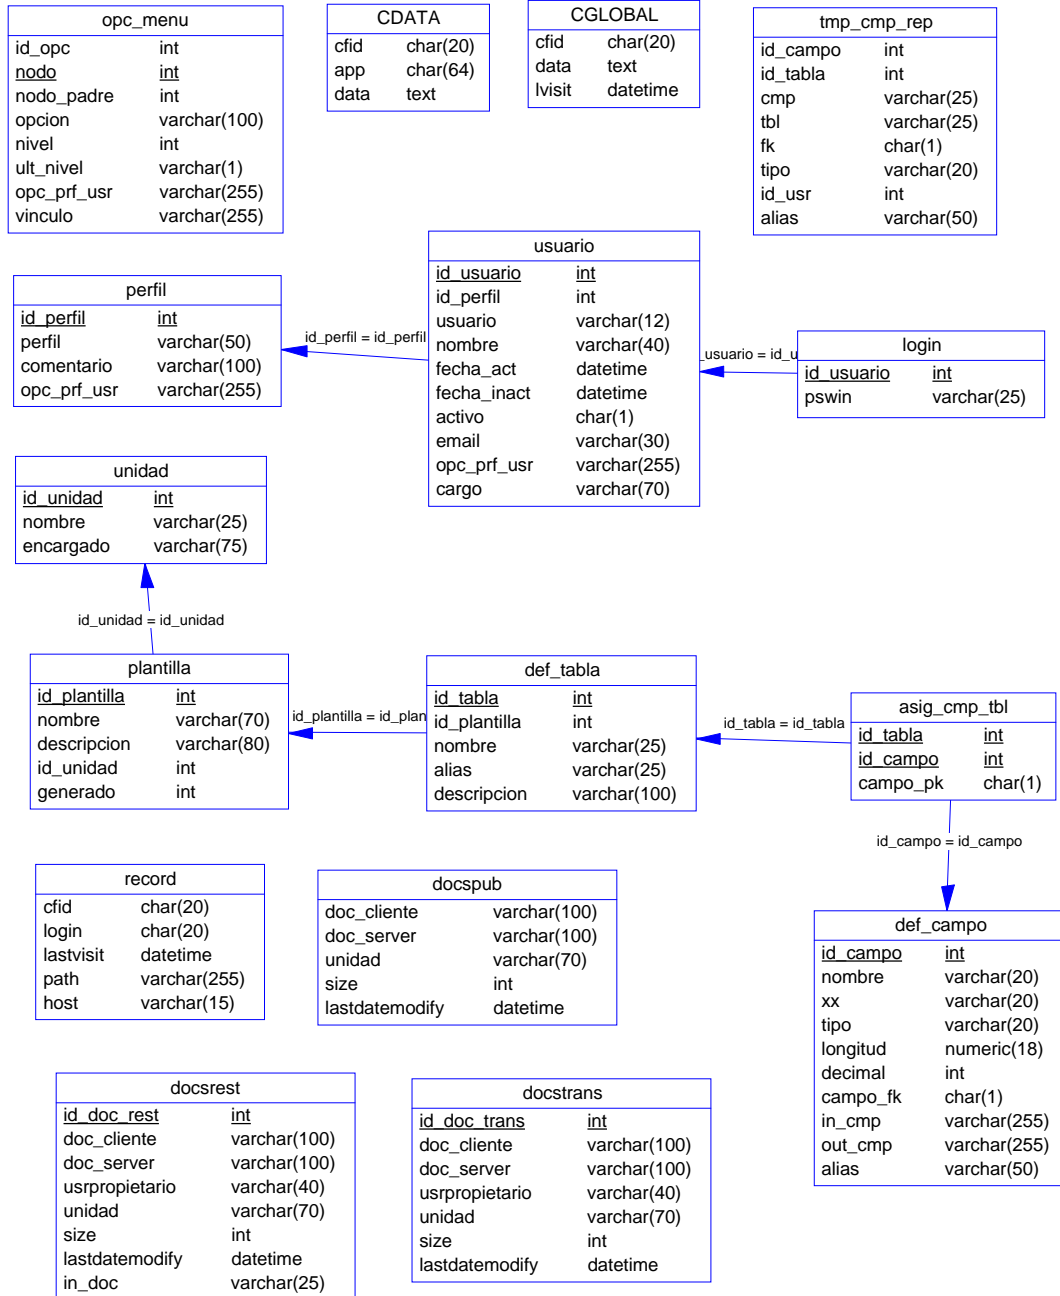 opc_menu
id_opc int
nodo int
nodo_padre int
opcion varchar(100)
nivel int
ult_nivel varchar(1)
opc_prf_usr varchar(255)
vinculo varchar(255)
CDATA
cfid char(20)
app char(64)
data text
CGLOBAL
cfid char(20)
data text
lvisit datetime
tmp_cmp_rep
id_campo int
id_tabla int
cmp varchar(25)
tbl varchar(25)
fk char(1)
tipo varchar(20)
id_usr int
alias varchar(50)
perfil
id_perfil int
perfil varchar(50)
comentario varchar(100)
opc_prf_usr varchar(255)
id_perfil = id_perfil
usuario
id_usuario int
id_perfil int
usuario varchar(12)
nombre varchar(40)
fecha_act datetime
fecha_inact datetime
activo char(1)
email varchar(30)
opc_prf_usr varchar(255)
cargo varchar(70)
_usuario = id_u
login
id_usuario int
pswin varchar(25)
unidad
id_unidad int
nombre varchar(25)
encargado varchar(75)
id_unidad = id_unidad
plantilla
id_plantilla int
nombre varchar(70)
descripcion varchar(80)
id_unidad int
generado int
id_plantilla = id_plan
def_tabla
id_tabla int
id_plantilla int
nombre varchar(25)
alias varchar(25)
descripcion varchar(100)
id_tabla = id_tabla
asig_cmp_tbl
id_tabla int
id_campo int
campo_pk char(1)
id_campo = id_campo
record
cfid char(20)
login char(20)
lastvisit datetime
path varchar(255)
host varchar(15)
docspub
doc_cliente varchar(100)
doc_server varchar(100)
unidad varchar(70)
size int
lastdatemodify datetime
def_campo
id_campo int
nombre varchar(20)
xx varchar(20)
tipo varchar(20)
longitud numeric(18)
decimal int
campo_fk char(1)
in_cmp varchar(255)
out_cmp varchar(255)
alias varchar(50)
docsrest
id_doc_rest int
doc_cliente varchar(100)
doc_server varchar(100)
usrpropietario varchar(40)
unidad varchar(70)
size int
lastdatemodify datetime
in_doc varchar(25)
docstrans
id_doc_trans int
doc_cliente varchar(100)
doc_server varchar(100)
usrpropietario varchar(40)
unidad varchar(70)
size int
lastdatemodify datetime